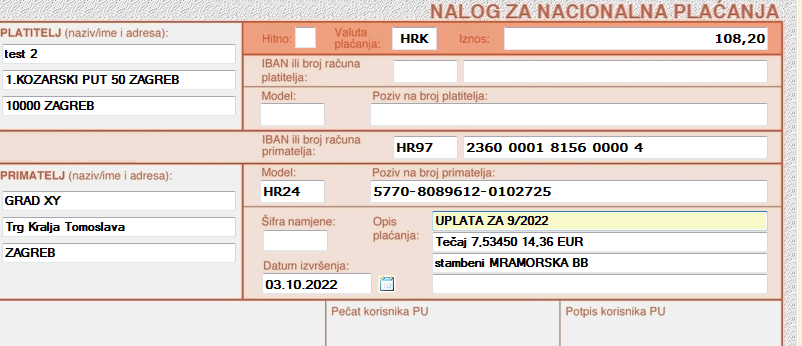 NALOG ZA NACIONALNA PLAĆANJA
PLATITELJ (naziv/ime i adresa):
test 2
1.KOZARSKI PUT 50 ZAGREB
10000 ZAGREB
Hitno:
Valuta plaćanja:
HRK
Iznos:
108,20
IBAN ili broj računa platitelja:
Model:
Poziv na broj platitelja:
IBAN ili broj računa primatelja:
HR97
2360 0001 8156 0000 4
PRIMATELJ (naziv/ime i adresa):
GRAD XY
Trg Kralja Tomoslava
ZAGREB
Model:
HR24
Poziv na broj primatelja:
5770-8089612-0102725
Šifra namjene:
Opis plaćanja:
UPLATA ZA 9/2022
Tečaj 7,53450 14,36 EUR
stambeni MRAMORSKA BB
Datum izvršenja:
03.10.2022
Pečat korisnika PU
Potpis korisnika PU